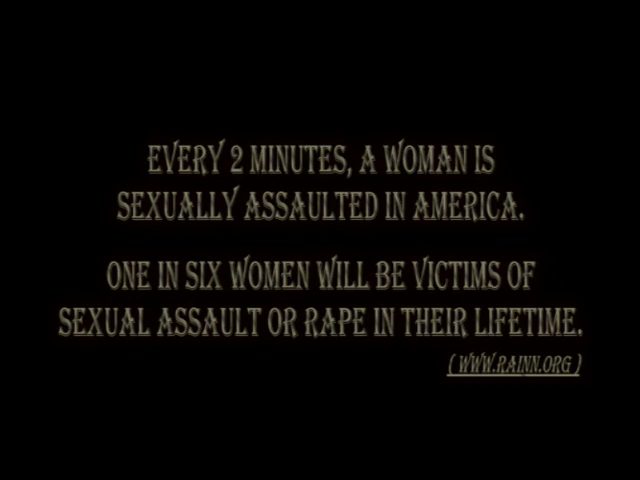 EVERY 2 MINUTES, A WOMAN IS
SEXUALLY ASSAULTED IN AMERICA.
ONE IN SIX WOMEN WILL BE VICTIMS OF
SEXUAL ASSAULT OR RAPE IN THEIR LIFETIME.
( WWW.RAINN.ORG )